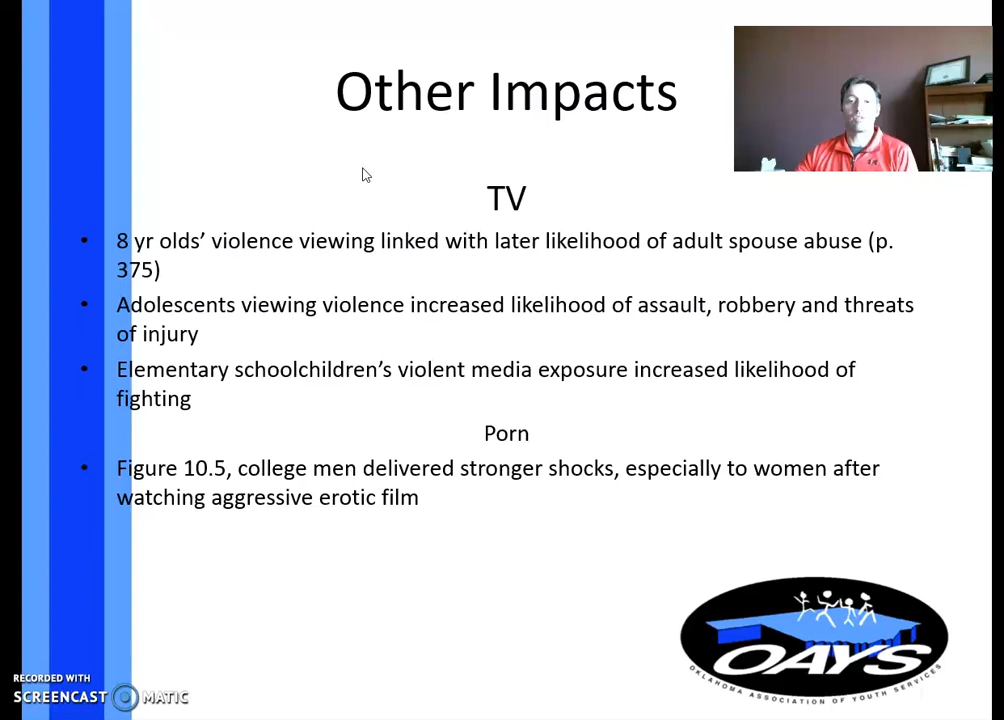 Other Impacts
TV
• 8 yr olds’ violence viewing linked with later likelihood of adult spouse abuse (p.
375)
• Adolescents viewing violence increased likelihood of assault, robbery and threats
of injury
• Elementary schoolchildren’s violent media exposure increased likelihood of
fighting
Porn
• Figure 10.5, college men delivered stronger shocks, especially to women after
watching aggressive erotic film
OAYS
OKLAHOMA ASSOCIATION OF YOUTH SERVICES
RECORDED WITH
SCREENCAST MATIC